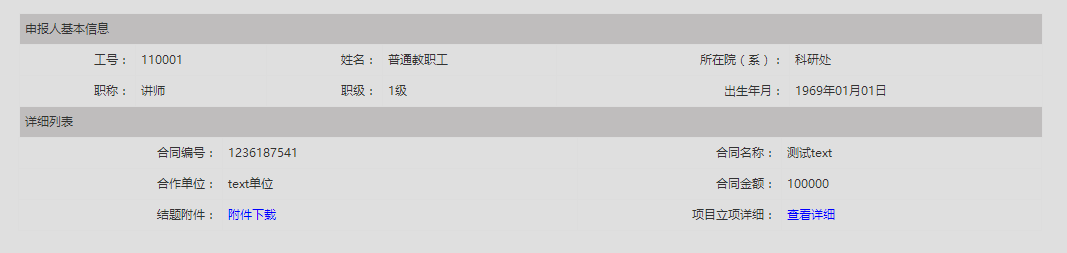 申报人基本信息
工号： 110001 姓名： 普通教职工 所在院（系）： 科研处
职称： 讲师 职级： 1级 出生年月： 1969年01月01日
详细列表
合同编号： 1236187541 合同名称： 测试text
合作单位： text单位 合同金额： 100000
结题附件： 附件下载 项目立项详细： 查看详细